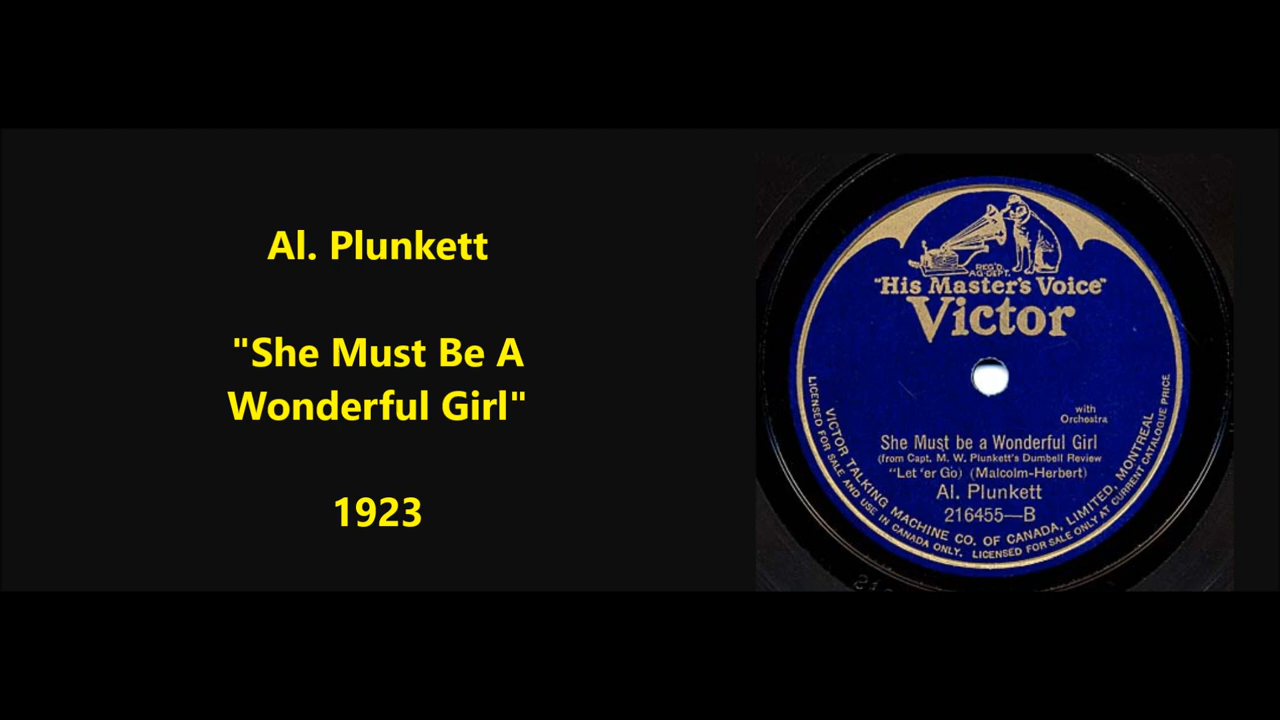 Al. Plunkett
"She Must Be A
Wonderful Girl"
1923
REG'D.
AG-DEPT.
"His Master's Voice"
Victor
with
Orchestra
She Must be a Wonderful Girl
(from Capt. M. W. Plunkett's Dumbell Review
"Let 'er Go) (Malcolm-Herbert)
Al. Plunkett
216455—B
VICTOR TALKING MACHINE CO. OF CANADA, LIMITED, MONTREAL
LICENSED FOR SALE AND USE IN CANADA ONLY. LICENSED FOR SALE ONLY AT CURRENT CATALOGUE PRICE